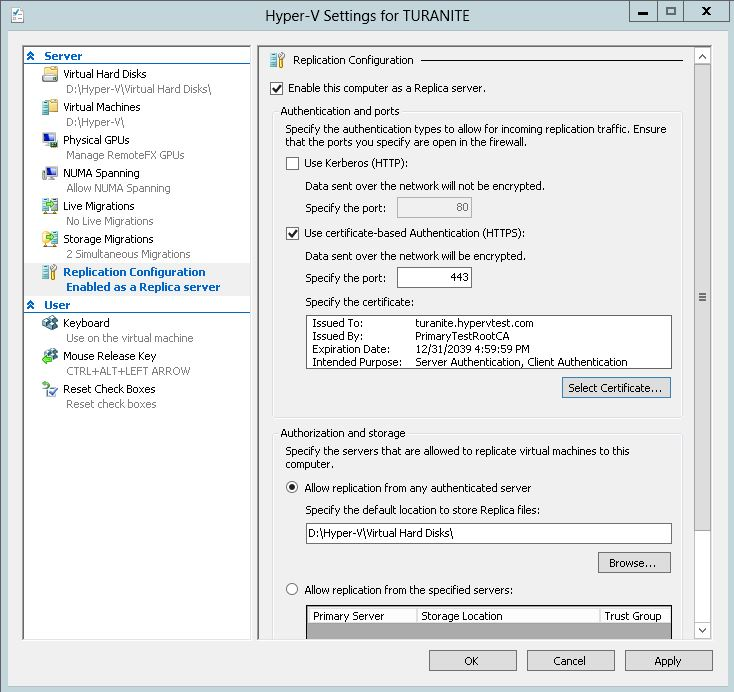 Hyper-V Settings for TURANITE
Server
Virtual Hard Disks
D:\Hyper-V\Virtual Hard Disks\
Virtual Machines
D:\Hyper-V\
Physical GPUs
Manage RemoteFX GPUs
NUMA Spanning
Allow NUMA Spanning
Live Migrations
No Live Migrations
Storage Migrations
2 Simultaneous Migrations
Replication Configuration
Enabled as a Replica server
User
Keyboard
Use on the virtual machine
Mouse Release Key
CTRL+ALT+LEFT ARROW
Reset Check Boxes
Reset check boxes
Replication Configuration
Enable this computer as a Replica server.
Authentication and ports
Specify the authentication types to allow for incoming replication traffic. Ensure
that the ports you specify are open in the firewall.
Use Kerberos (HTTP):
Data sent over the network will not be encrypted.
Specify the port: 80
Use certificate-based Authentication (HTTPS):
Data sent over the network will be encrypted.
Specify the port: 443
Specify the certificate:
Issued To: turanite.hypervtest.com
Issued By: PrimaryTestRootCA
Expiration Date: 12/31/2039 4:59:59 PM
Intended Purpose: Server Authentication, Client Authentication
Select Certificate...
Authorization and storage
Specify the servers that are allowed to replicate virtual machines to this
computer.
Allow replication from any authenticated server
Specify the default location to store Replica files:
D:\Hyper-V\Virtual Hard Disks\
Browse...
Allow replication from the specified servers:
Primary Server Storage Location Trust Group
OK Cancel Apply